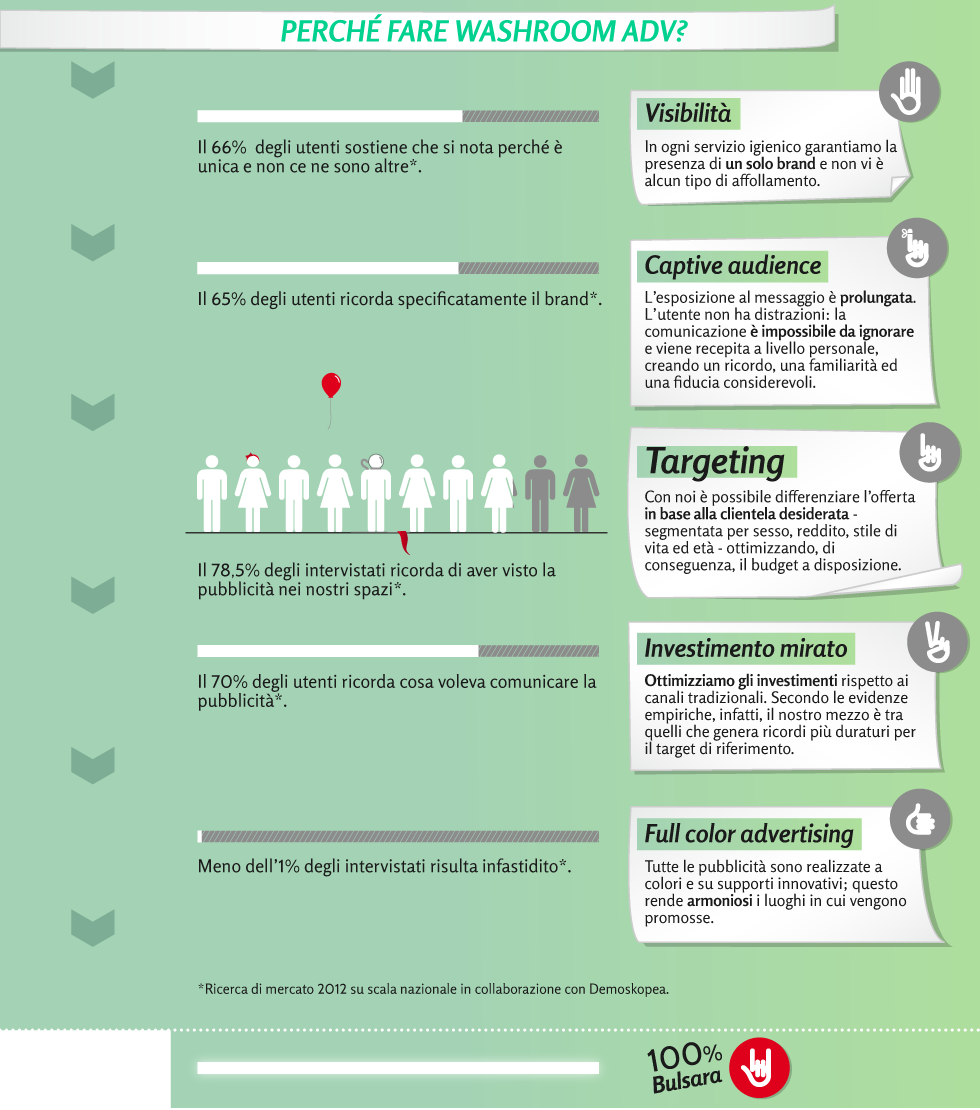 PERCHÉ FARE WASHROOM ADV?
Il 66% degli utenti sostiene che si nota perché è
unica e non ce ne sono altre*.
Visibilità
In ogni servizio igienico garantiamo la
presenza di un solo brand e non vi è
alcun tipo di affollamento.
Il 65% degli utenti ricorda specificatamente il brand*.
Captive audience
L'esposizione al messaggio è prolungata.
L'utente non ha distrazioni: la
comunicazione è impossibile da ignorare
e viene recepita a livello personale,
creando un ricordo, una familiarità ed
una fiducia considerevoli.
Il 78,5% degli intervistati ricorda di aver visto la
pubblicità nei nostri spazi*.
Targeting
Con noi è possibile differenziare l'offerta
in base alla clientela desiderata -
segmentata per sesso, reddito, stile di
vita ed età - ottimizzando, di
conseguenza, il budget a disposizione.
Il 70% degli utenti ricorda cosa voleva comunicare la
pubblicità*.
Investimento mirato
Ottimizziamo gli investimenti rispetto ai
canali tradizionali. Secondo le evidenze
empiriche, infatti, il nostro mezzo è tra
quelli che genera ricordi più duraturi per
il target di riferimento.
Meno dell'1% degli intervistati risulta infastidito*.
Full color advertising
Tutte le pubblicità sono realizzate a
colori e su supporti innovativi; questo
rende armoniosi i luoghi in cui vengono
promosse.
*Ricerca di mercato 2012 su scala nazionale in collaborazione con Demoskopea.
100%
Bulsara